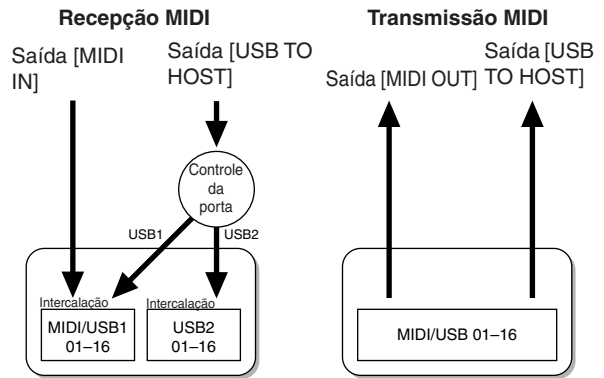 Recepção MIDI
Saída [MIDI
IN]
Saída [USB TO
HOST]
Controle
da
porta
USB1
USB2
Intercalação
MIDI/USB1
01–16
Intercalação
USB2
01–16
Transmissão MIDI
Saída [MIDI OUT]
Saída [USB
TO HOST]
MIDI/USB 01–16